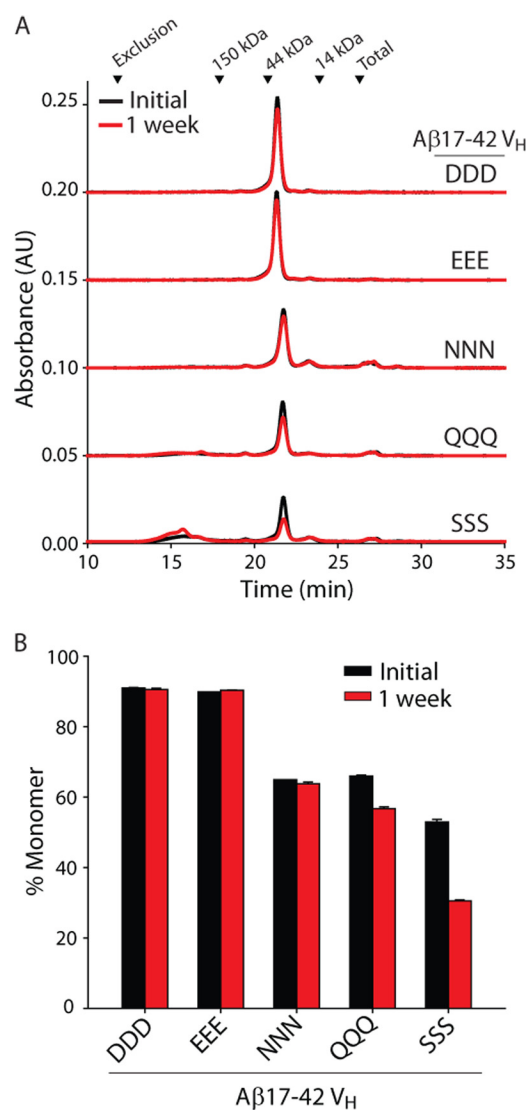 A
Exclusion 150 kDa 44 kDa 14 kDa Total
0.25
Initial
1 week
Aβ17-42 VH
DDD
0.20
EEE
0.15
NNN
0.10
QQQ
0.05
SSS
0.00
Absorbance (AU)
10 15 20 25 30 35
Time (min)
B
100
Initial
1 week
80
60
40
20
0
% Monomer
DDD EEE NNN QQQ SSS
Aβ17-42 VH